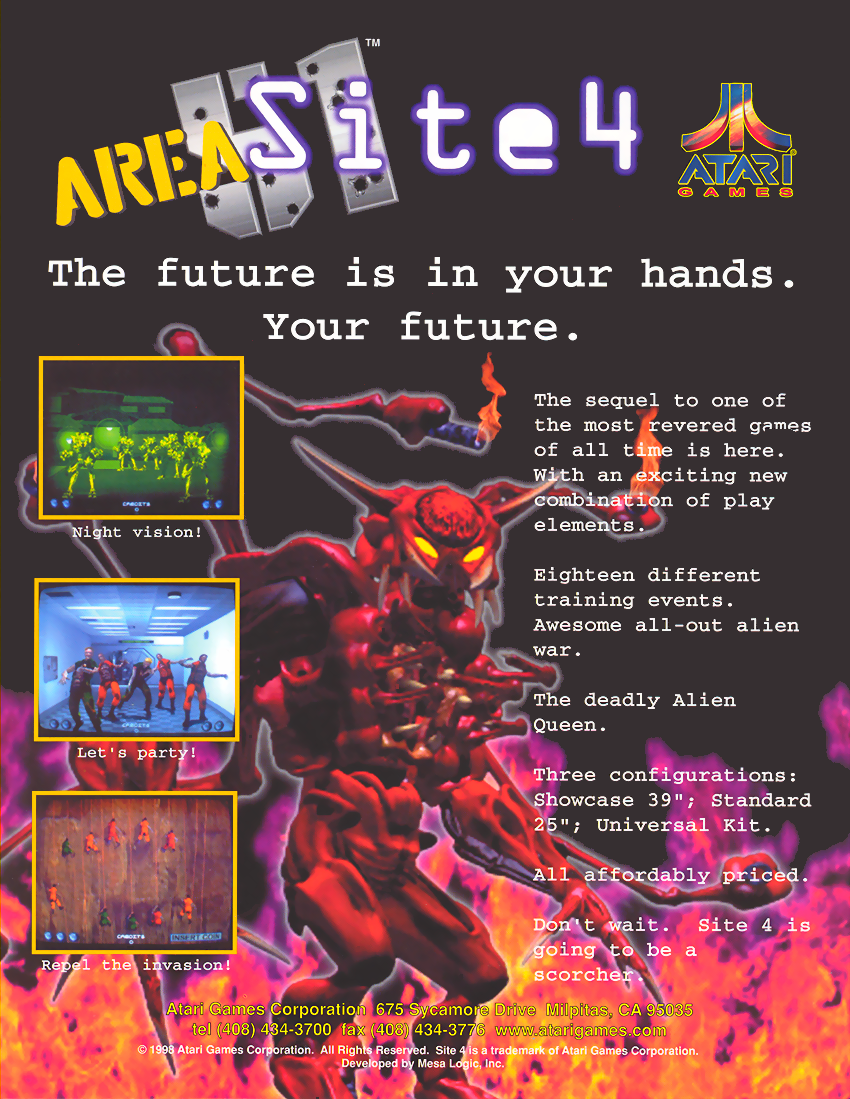 AREA 51 ™
Site 4
ATARI®
GAMES
The future is in your hands.
Your future.
CREDITS
0
Night vision!
CREDITS
Let's party!
CREDITS
0
INSERT COIN
Repel the invasion!
The sequel to one of
the most revered games
of all time is here.
With an exciting new
combination of play
elements.
Eighteen different
training events.
Awesome all-out alien
war.
The deadly Alien
Queen.
Three configurations:
Showcase 39"; Standard
25"; Universal Kit.
All affordably priced.
Don't wait. Site 4 is
going to be a
scorcher.
Atari Games Corporation 675 Sycamore Drive Milpitas, CA 95035
tel (408) 434-3700 fax (408) 434-3776 www.atarigames.com
© 1998 Atari Games Corporation. All Rights Reserved. Site 4 is a trademark of Atari Games Corporation.
Developed by Mesa Logic, Inc.